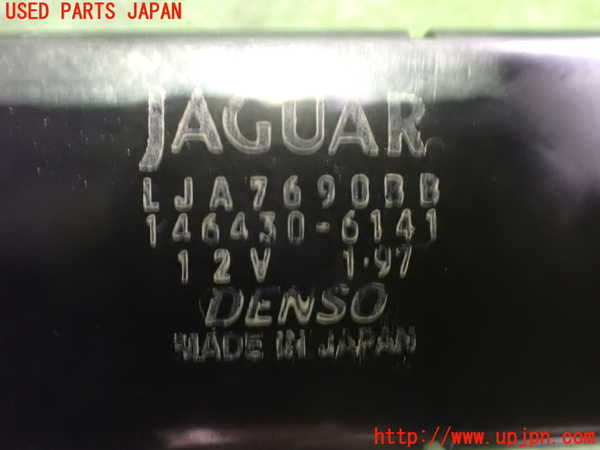 USED PARTS JAPAN
JAGUAR
LJA7690BB
146430-6141
12V 1·97
DENSO
MADE IN JAPAN
http://www.upjpn.com/